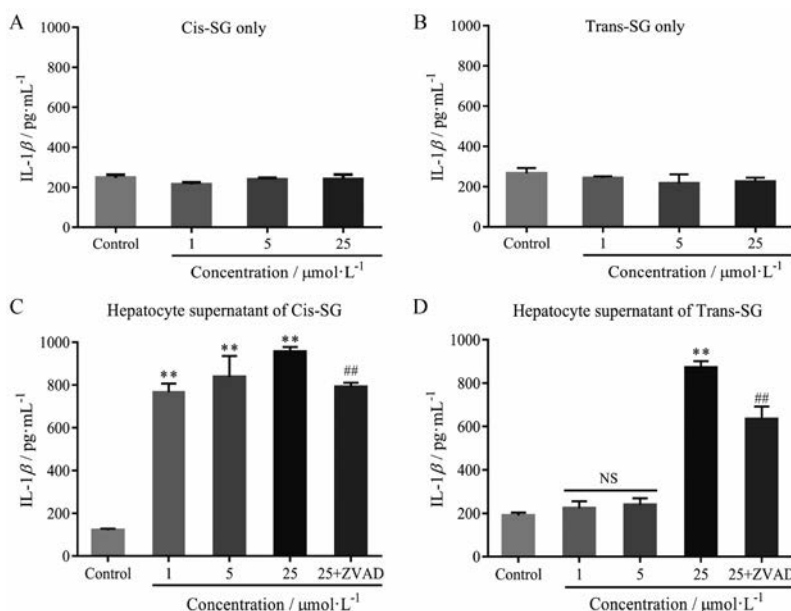 A
Cis-SG only
IL-1β / pg·mL⁻¹
1000
800
600
400
200
0
Control
1
5
25
Concentration / μmol·L⁻¹
B
Trans-SG only
IL-1β / pg·mL⁻¹
1000
800
600
400
200
0
Control
1
5
25
Concentration / μmol·L⁻¹
C
Hepatocyte supernatant of Cis-SG
IL-1β / pg·mL⁻¹
1000
800
600
400
200
0
**
**
**
##
Control
1
5
25
25+ZVAD
Concentration / μmol·L⁻¹
D
Hepatocyte supernatant of Trans-SG
IL-1β / pg·mL⁻¹
1000
800
600
400
200
0
NS
**
##
Control
1
5
25
25+ZVAD
Concentration / μmol·L⁻¹